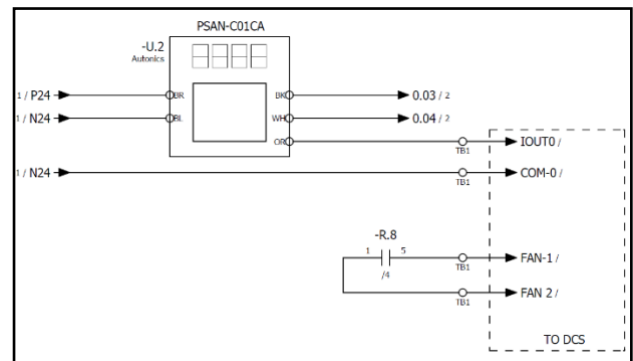 PSAN-C01CA
-U.2
Autonics
1 / P24
BR
BK
0.03 / 2
1 / N24
BL
WH
0.04 / 2
OR
TB1
IOUT0 /
1 / N24
TB1
COM-0 /
-R.8
1
5
/4
TB1
FAN-1 /
TB1
FAN 2 /
TO DCS